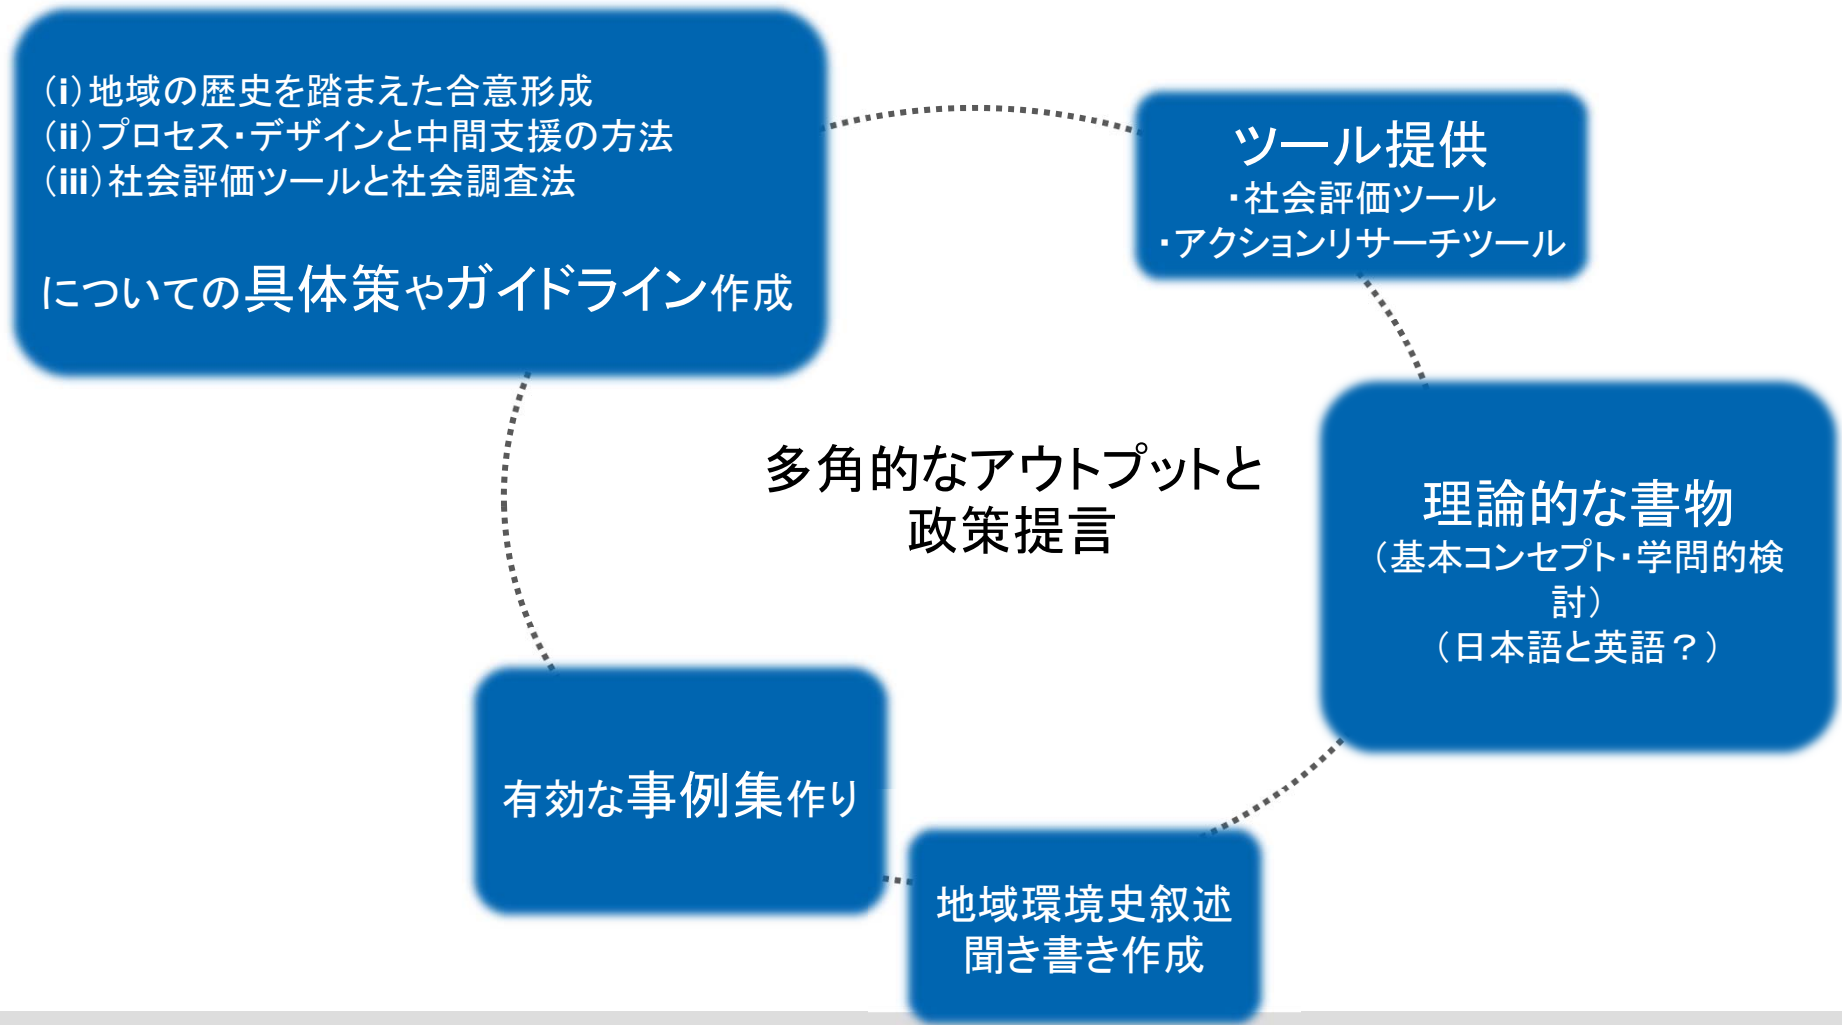 （i）地域の歴史を踏まえた合意形成
（ii）プロセス・デザインと中間支援の方法
（iii）社会評価ツールと社会調査法
についての具体策やガイドライン作成
ツール提供
・社会評価ツール
・アクションリサーチツール
多角的なアウトプットと
政策提言
理論的な書物
（基本コンセプト・学問的検
討）
（日本語と英語？）
有効な事例集作り
地域環境史叙述
聞き書き作成